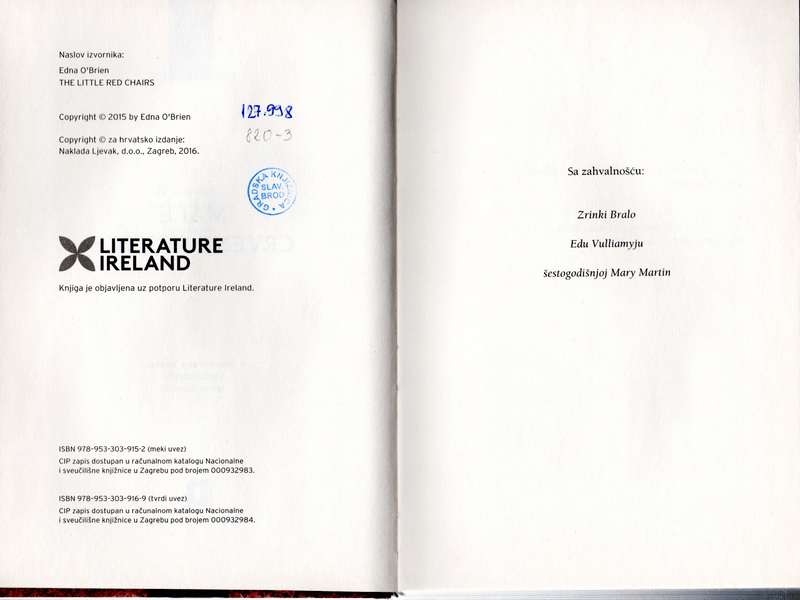 Naslov izvornika:
Edna O'Brien
THE LITTLE RED CHAIRS
Copyright © 2015 by Edna O'Brien
127.998
Copyright © za hrvatsko izdanje:
Naklada Ljevak, d.o.o., Zagreb, 2016.
820-3
GRADSKA KNJIŽNICA
SLAV.
BROD
LITERATURE
IRELAND
Knjiga je objavljena uz potporu Literature Ireland.
ISBN 978-953-303-915-2 (meki uvez)
CIP zapis dostupan u računalnom katalogu Nacionalne
i sveučilišne knjižnice u Zagrebu pod brojem 000932983.
ISBN 978-953-303-916-9 (tvrdi uvez)
CIP zapis dostupan u računalnom katalogu Nacionalne
i sveučilišne knjižnice u Zagrebu pod brojem 000932984.
Sa zahvalnošću:
Zrinki Bralo
Edu Vulliamyju
šestogodišnjoj Mary Martin